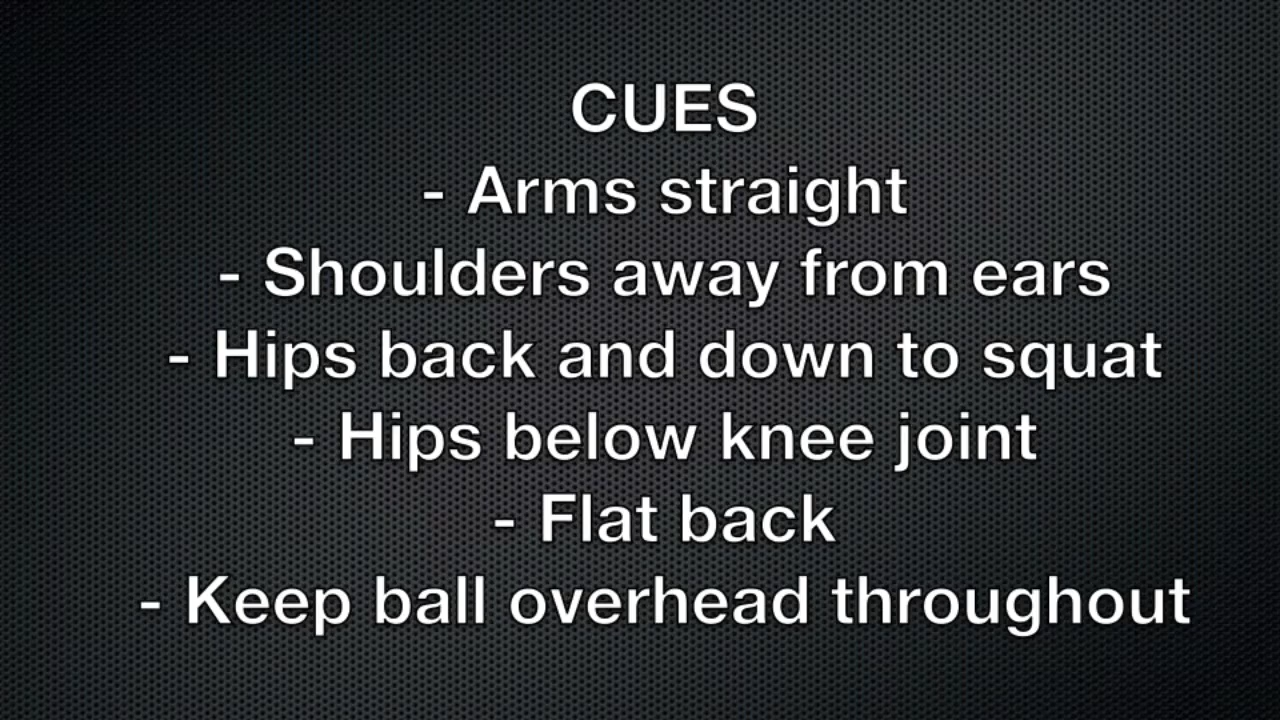 CUES
- Arms straight
- Shoulders away from ears
- Hips back and down to squat
- Hips below knee joint
- Flat back
- Keep ball overhead throughout